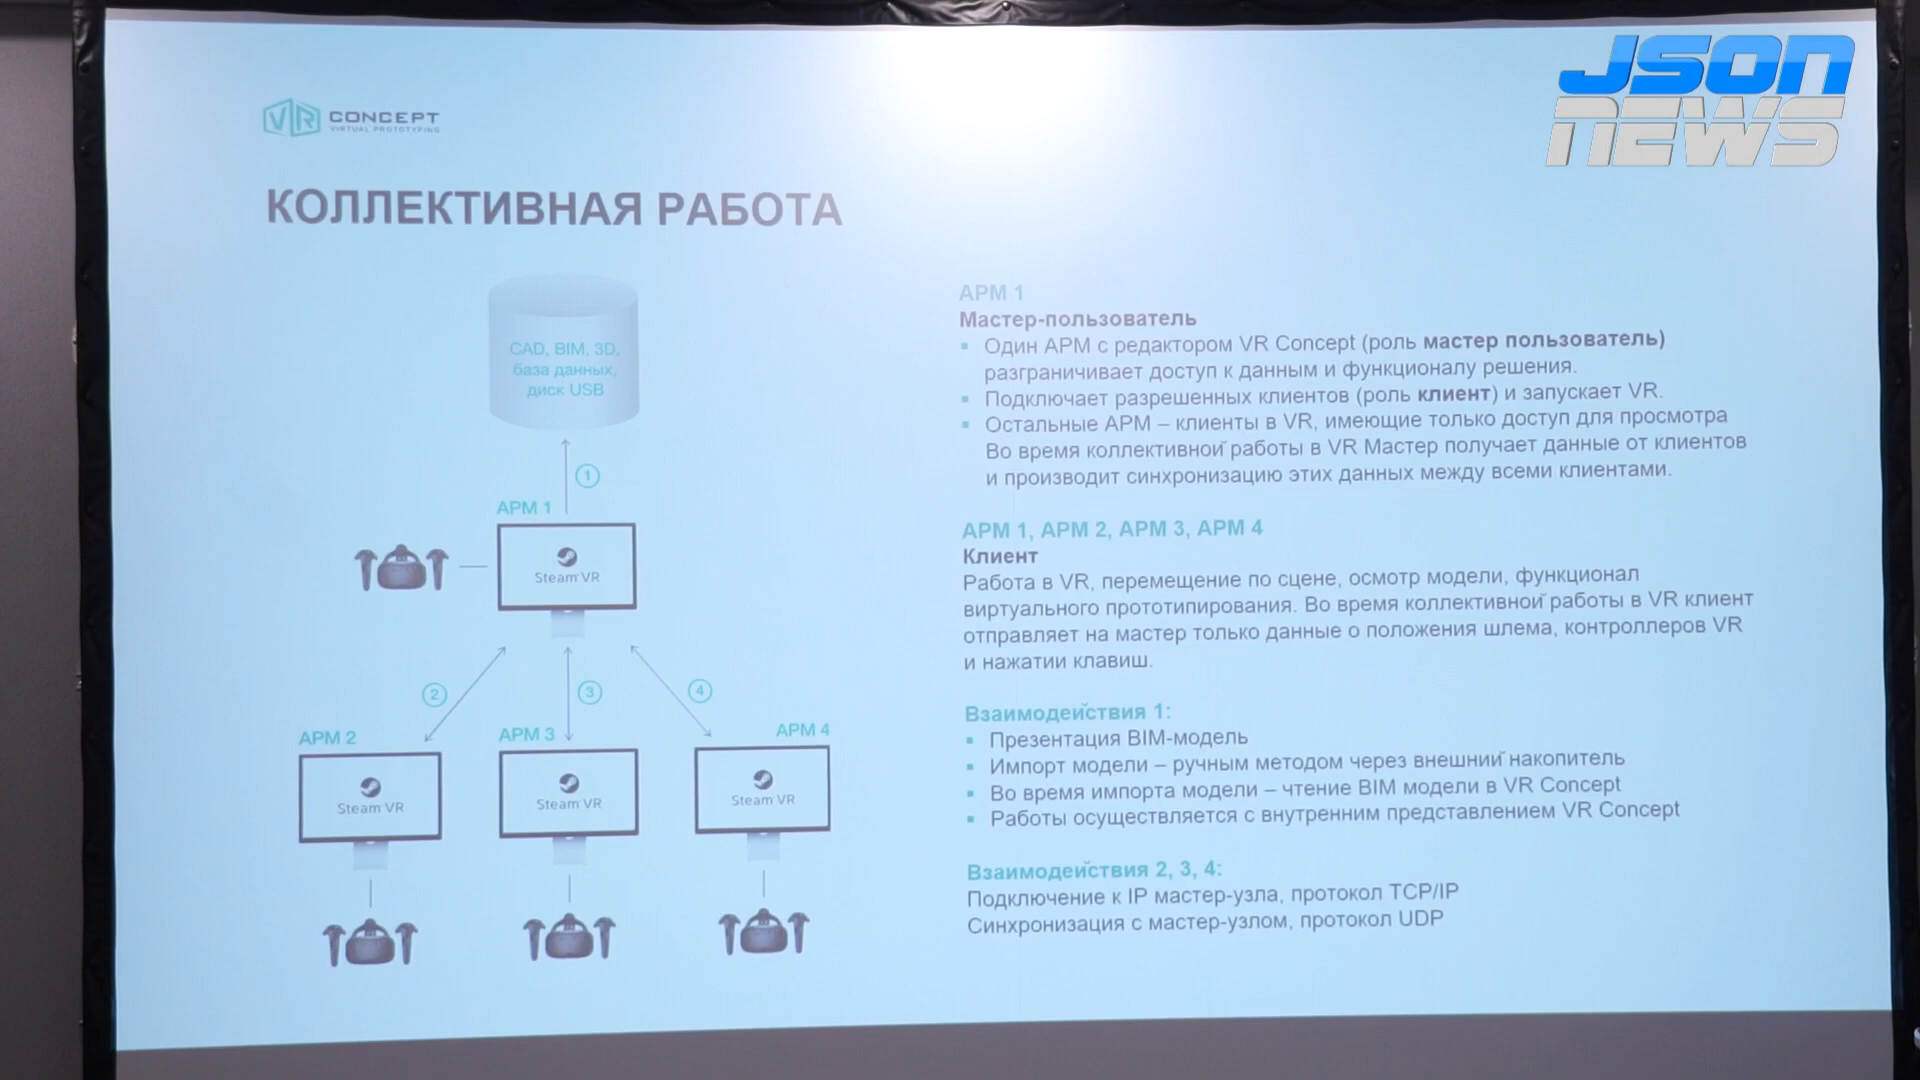 JSON
NEWS
VR CONCEPT
VIRTUAL PROTOTYPING
КОЛЛЕКТИВНАЯ РАБОТА
CAD, BIM, 3D,
база данных,
диск USB
1
АРМ 1
Steam VR
2
3
4
АРМ 2
АРМ 3
АРМ 4
Steam VR
Steam VR
Steam VR
АРМ 1
Мастер-пользователь
▪ Один АРМ с редактором VR Concept (роль мастер пользователь)
разграничивает доступ к данным и функционалу решения.
▪ Подключает разрешенных клиентов (роль клиент) и запускает VR.
▪ Остальные АРМ – клиенты в VR, имеющие только доступ для просмотра
Во время коллективной работы в VR Мастер получает данные от клиентов
и производит синхронизацию этих данных между всеми клиентами.
АРМ 1, АРМ 2, АРМ 3, АРМ 4
Клиент
Работа в VR, перемещение по сцене, осмотр модели, функционал
виртуального прототипирования. Во время коллективной работы в VR клиент
отправляет на мастер только данные о положения шлема, контроллеров VR
и нажатии клавиш.
Взаимодействия 1:
▪ Презентация BIM-модель
▪ Импорт модели – ручным методом через внешний накопитель
▪ Во время импорта модели – чтение BIM модели в VR Concept
▪ Работы осуществляется с внутренним представлением VR Concept
Взаимодействия 2, 3, 4:
Подключение к IP мастер-узла, протокол TCP/IP
Синхронизация с мастер-узлом, протокол UDP